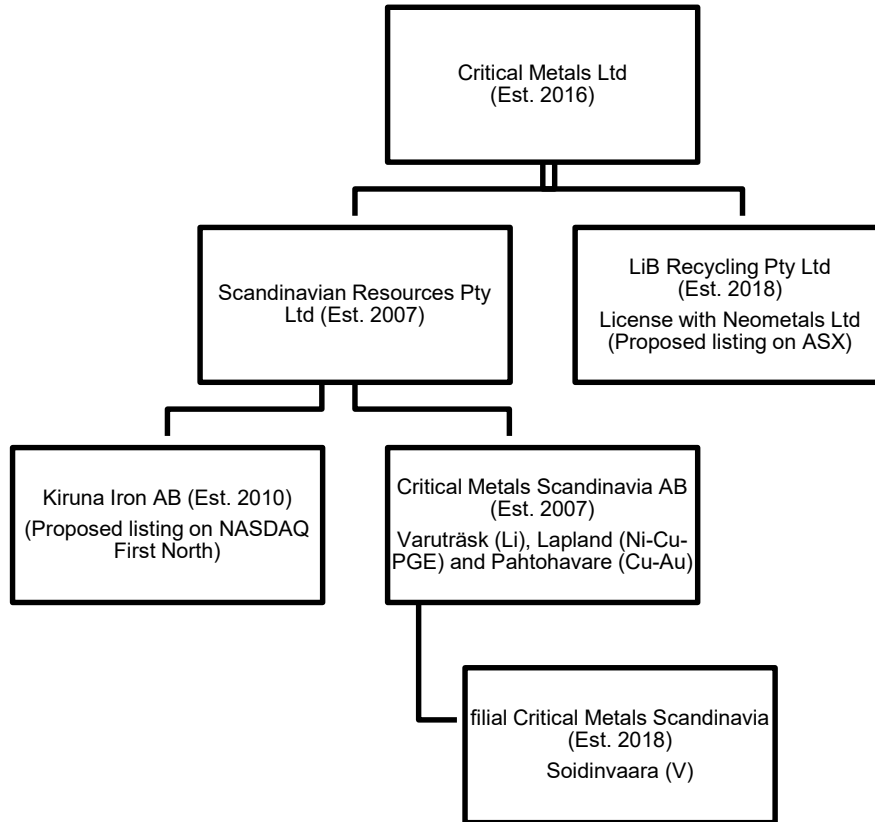 Critical Metals Ltd
(Est. 2016)
Scandinavian Resources Pty
Ltd (Est. 2007)
LiB Recycling Pty Ltd
(Est. 2018)
License with Neometals Ltd
(Proposed listing on ASX)
Kiruna Iron AB (Est. 2010)
(Proposed listing on NASDAQ
First North)
Critical Metals Scandinavia AB
(Est. 2007)
Varuträsk (Li), Lapland (Ni-Cu-
PGE) and Pahtohavare (Cu-Au)
filial Critical Metals Scandinavia
(Est. 2018)
Soidinvaara (V)